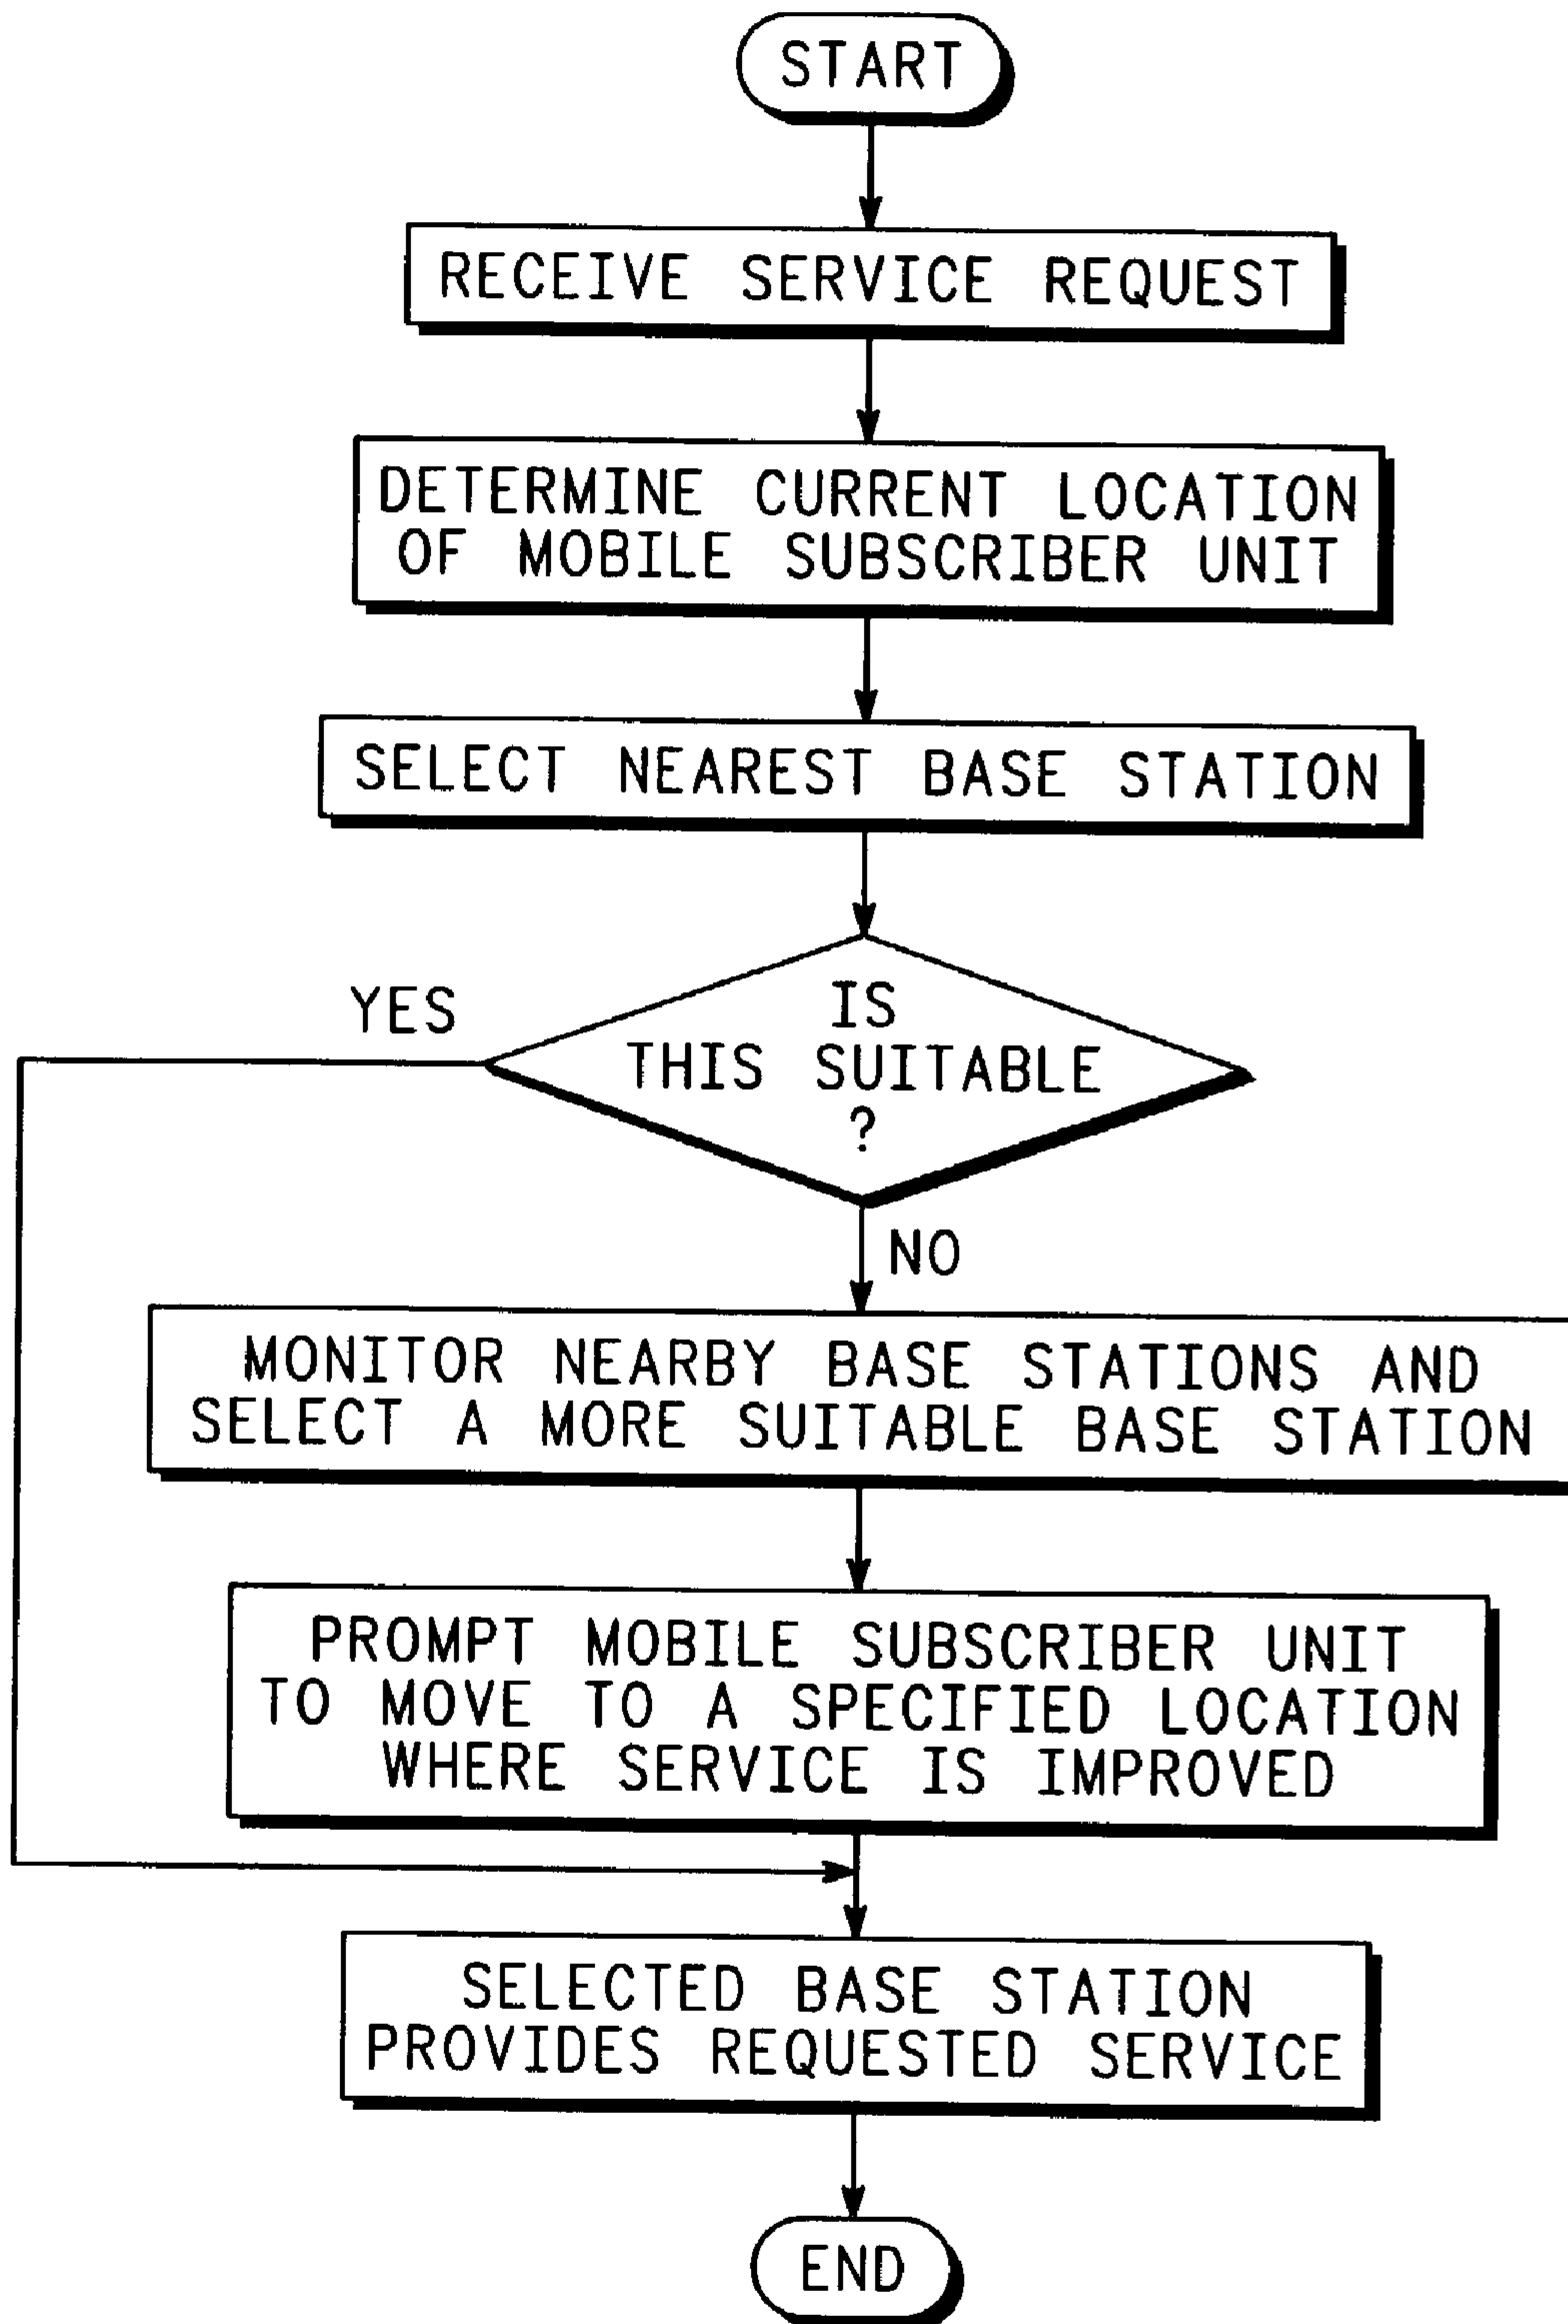 START
RECEIVE SERVICE REQUEST
DETERMINE CURRENT LOCATION
OF MOBILE SUBSCRIBER UNIT
SELECT NEAREST BASE STATION
YES
IS
THIS SUITABLE
?
NO
MONITOR NEARBY BASE STATIONS AND
SELECT A MORE SUITABLE BASE STATION
PROMPT MOBILE SUBSCRIBER UNIT
TO MOVE TO A SPECIFIED LOCATION
WHERE SERVICE IS IMPROVED
SELECTED BASE STATION
PROVIDES REQUESTED SERVICE
END